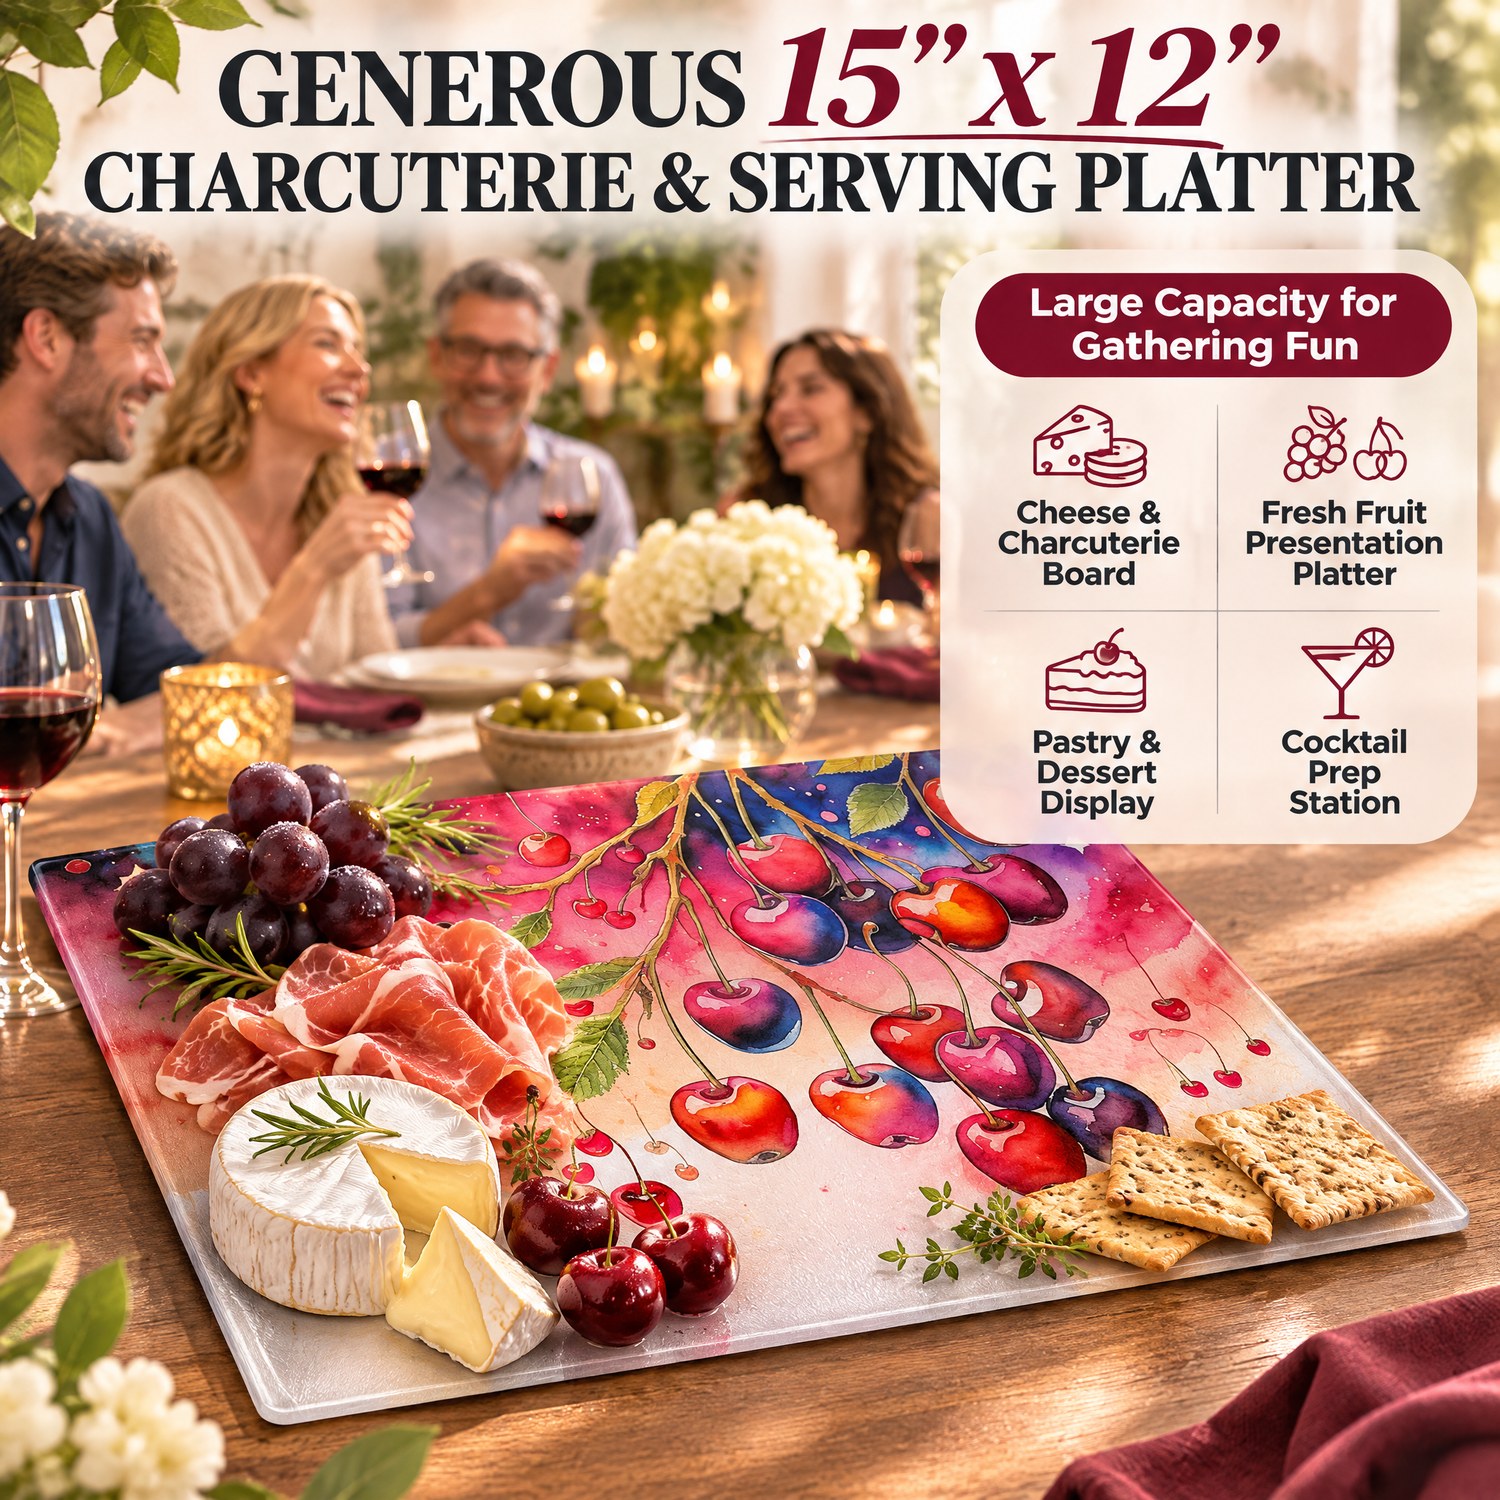 GENEROUS 15” x 12”
CHARCUTERIE & SERVING PLATTER
Large Capacity for
Gathering Fun
Cheese &
Charcuterie
Board
Fresh Fruit
Presentation
Platter
Pastry &
Dessert
Display
Cocktail
Prep
Station